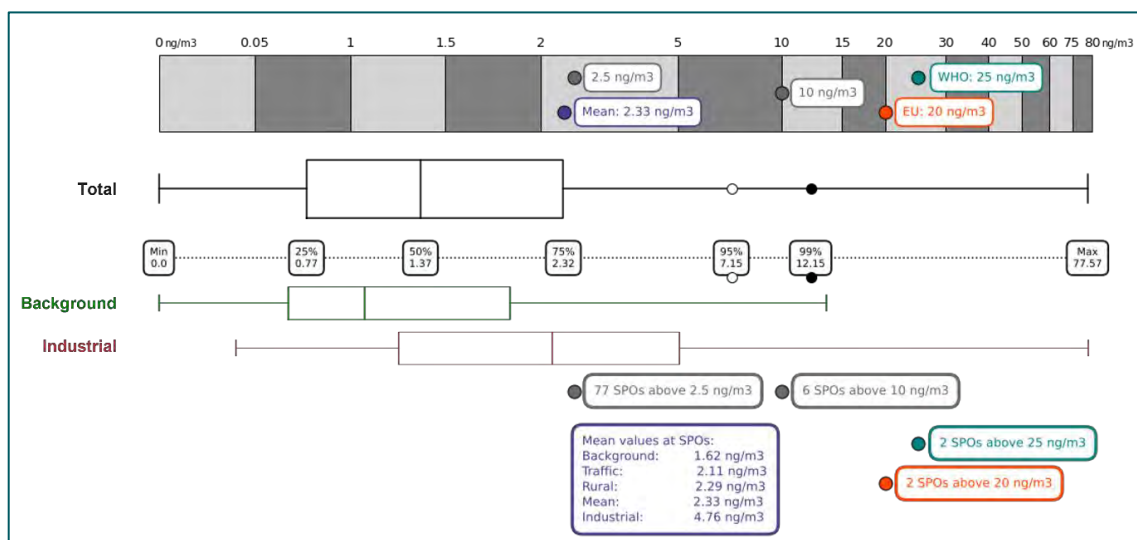 0 ng/m3 0.05 1 1.5 2 5 10 15 20 30 40 50 60 75 80 ng/m3
2.5 ng/m3
WHO: 25 ng/m3
10 ng/m3
Mean: 2.33 ng/m3
EU: 20 ng/m3
Total
Min
0.0
25%
0.77
50%
1.37
75%
2.32
95%
7.15
99%
12.15
Max
77.57
Background
Industrial
77 SPOs above 2.5 ng/m3
6 SPOs above 10 ng/m3
Mean values at SPOs:
Background: 1.62 ng/m3
Traffic: 2.11 ng/m3
Rural: 2.29 ng/m3
Mean: 2.33 ng/m3
Industrial: 4.76 ng/m3
2 SPOs above 25 ng/m3
2 SPOs above 20 ng/m3